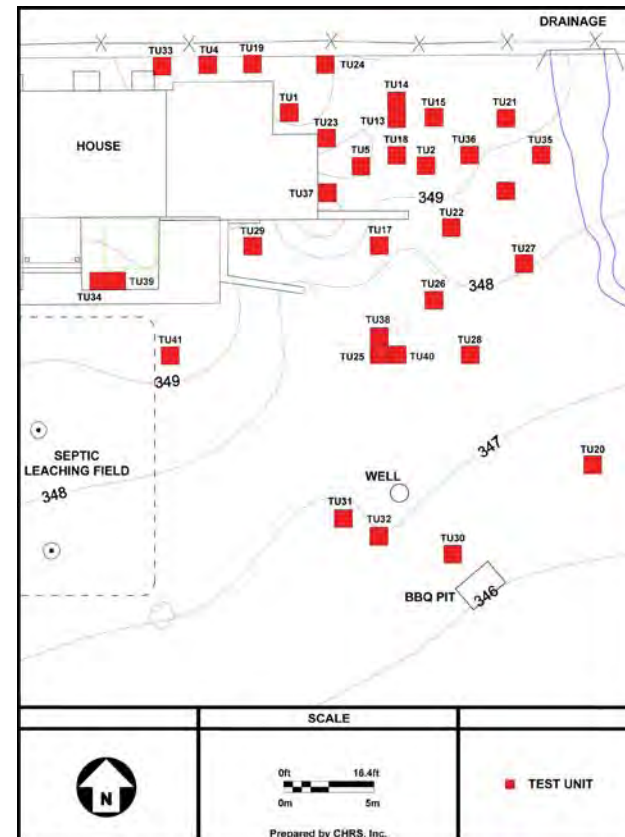 DRAINAGE
TU33
TU4
TU19
TU24
TU14
TU1
TU13
TU15
TU21
TU23
HOUSE
TU18
TU36
TU35
TU5
TU2
TU37
349
TU22
TU29
TU17
TU27
348
TU39
TU34
TU26
TU38
TU41
TU25
TU40
TU28
349
347
SEPTIC
LEACHING FIELD
TU20
WELL
348
TU31
TU32
TU30
BBQ PIT
346
SCALE
N
0ft 16.4ft
0m 5m
TEST UNIT
Prepared by CHRS, Inc.